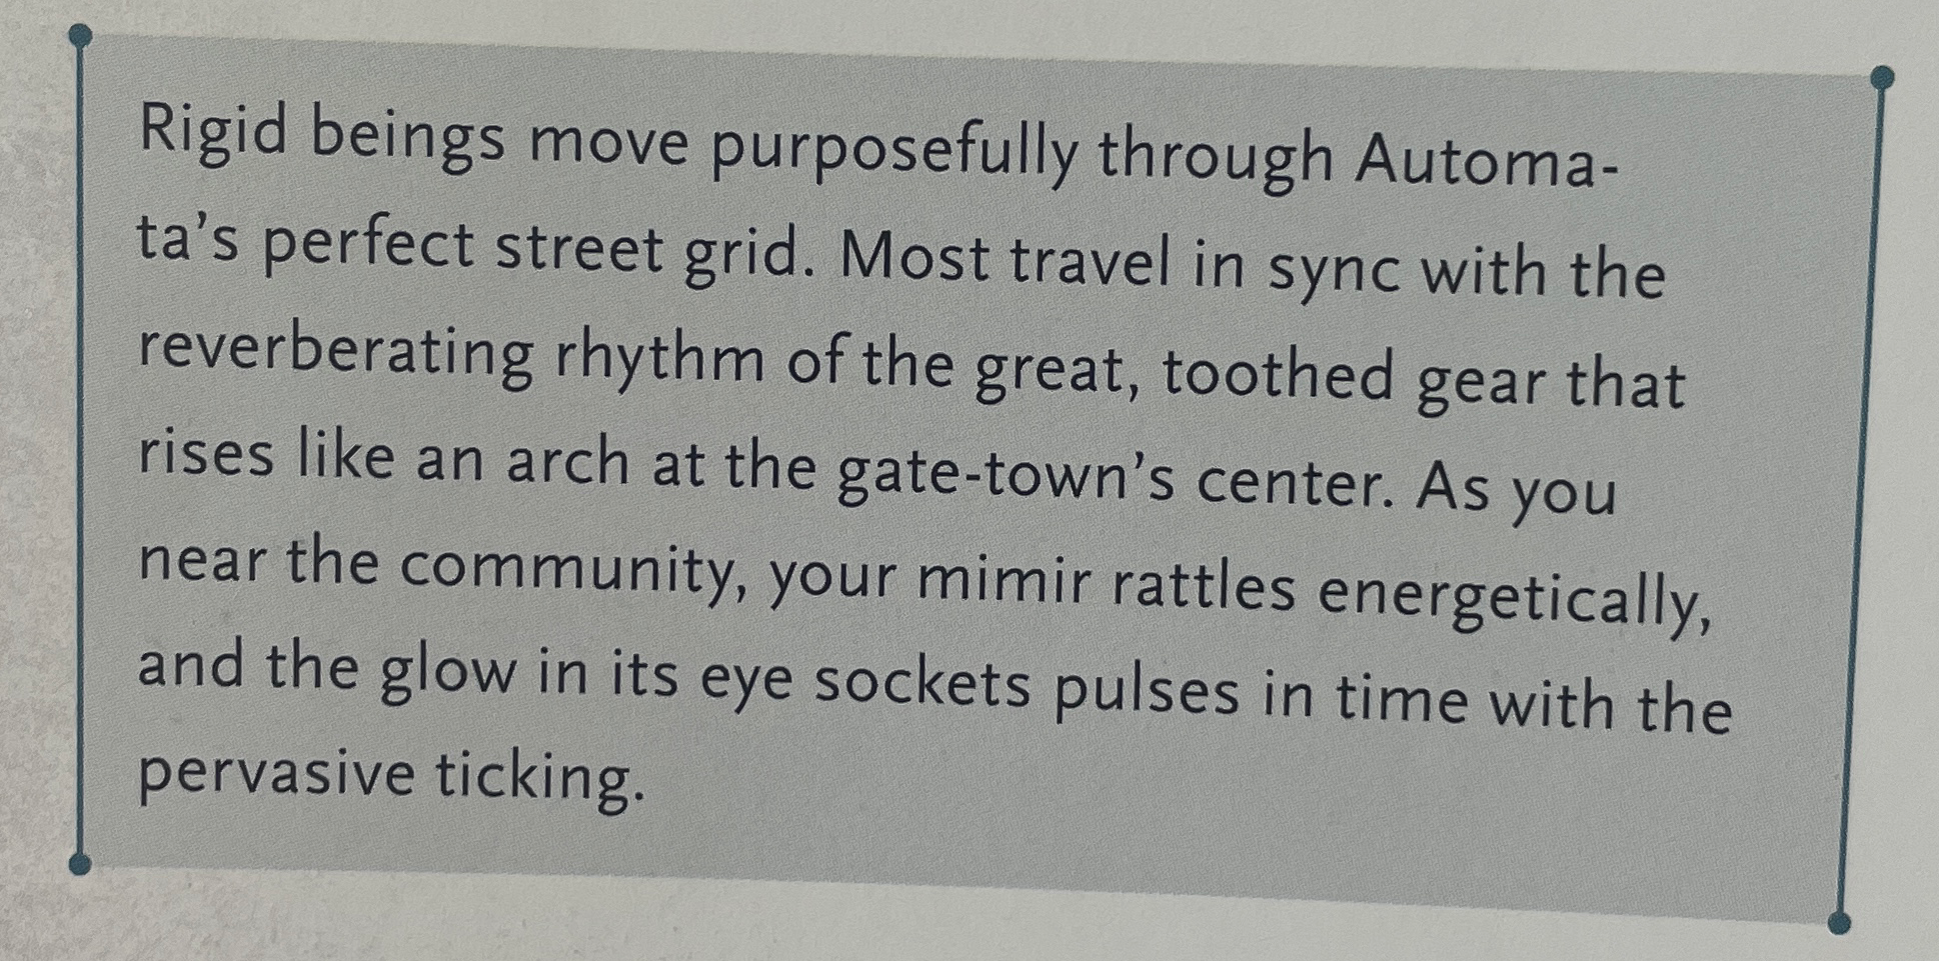 Rigid beings move purposefully through Automa-
ta’s perfect street grid. Most travel in sync with the
reverberating rhythm of the great, toothed gear that
rises like an arch at the gate-town’s center. As you
near the community, your mimir rattles energetically,
and the glow in its eye sockets pulses in time with the
pervasive ticking.